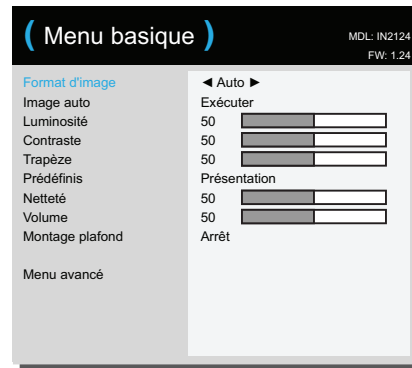 ( Menu basique )
MDL: IN2124
FW: 1.24
Format d'image ◄ Auto ►
Image auto Exécuter
Luminosité 50
Contraste 50
Trapèze 50
Prédéfinis Présentation
Netteté 50
Volume 50
Montage plafond Arrêt
Menu avancé